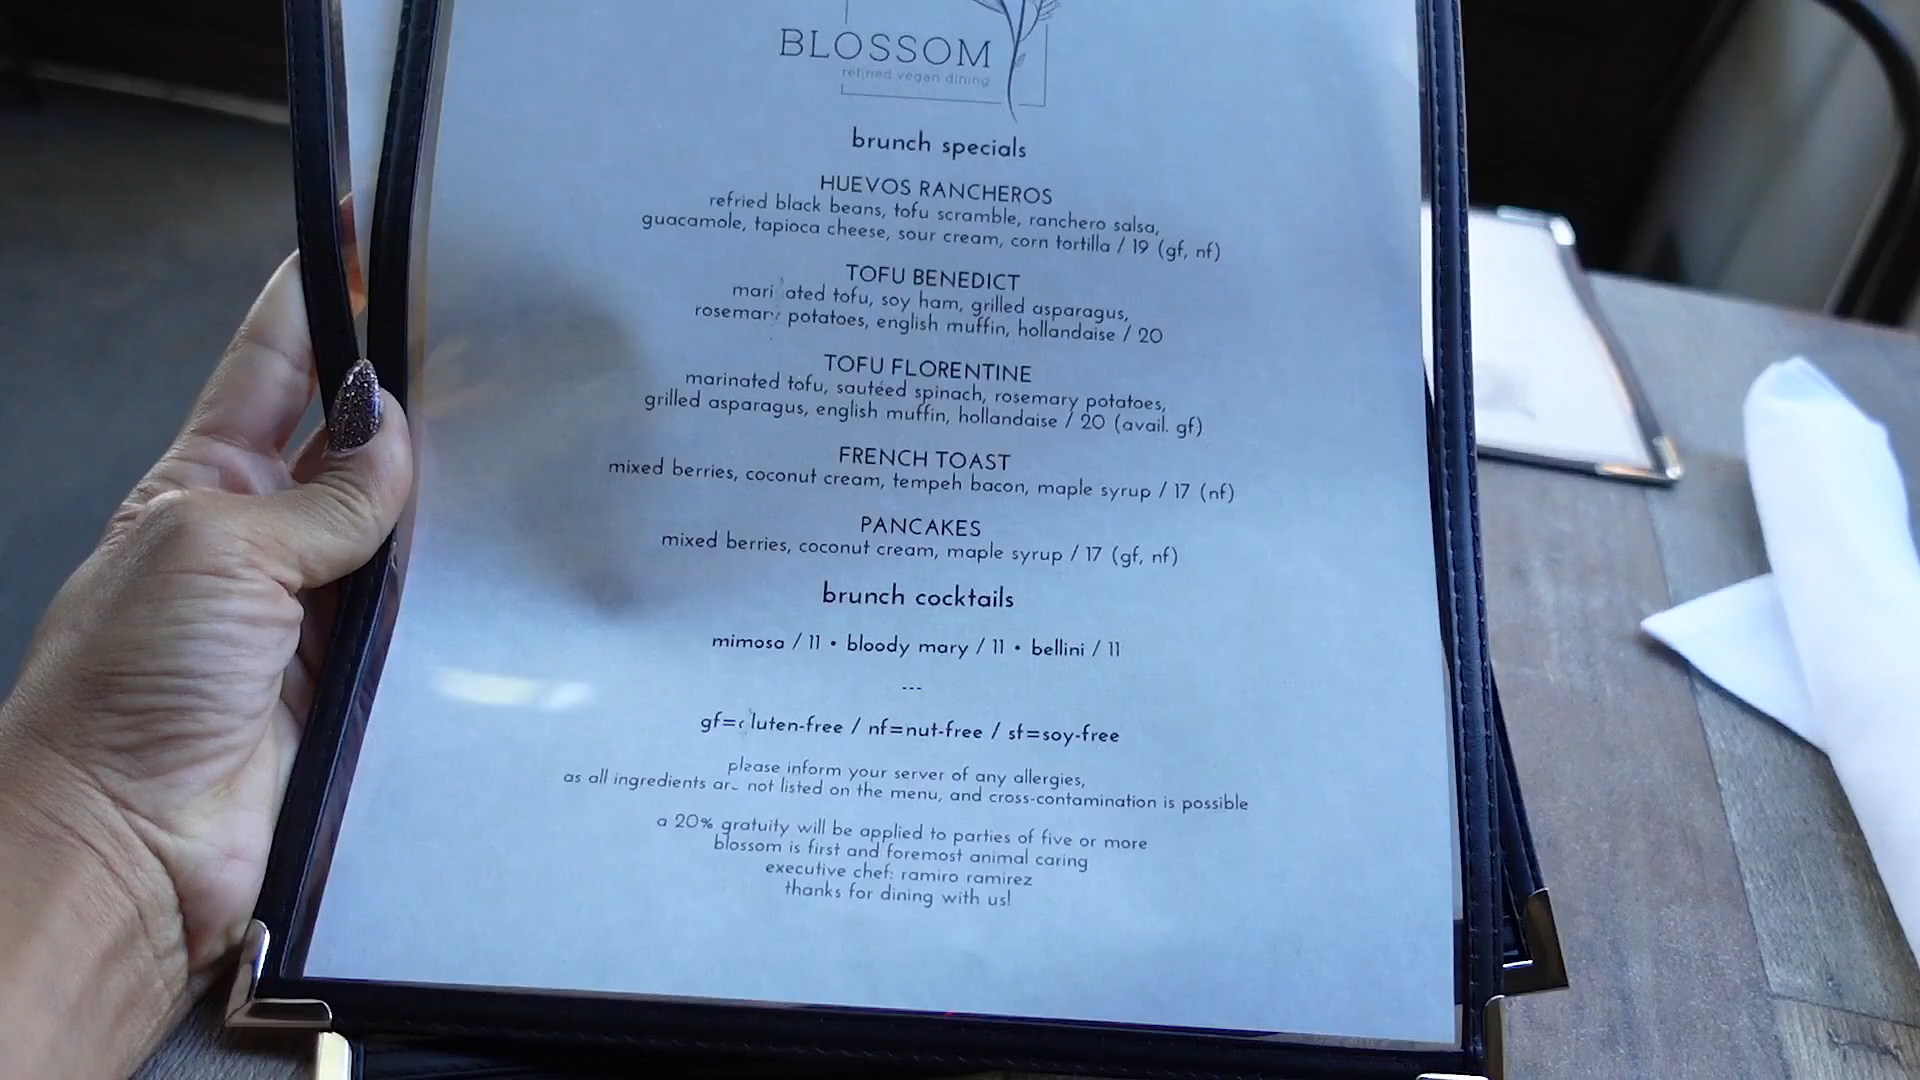 BLOSSOM
refined vegan dining
brunch specials
HUEVOS RANCHEROS
refried black beans, tofu scramble, ranchero salsa,
guacamole, tapioca cheese, sour cream, corn tortilla / 19 (gf, nf)
TOFU BENEDICT
marinated tofu, soy ham, grilled asparagus,
rosemary potatoes, english muffin, hollandaise / 20
TOFU FLORENTINE
marinated tofu, sautéed spinach, rosemary potatoes,
grilled asparagus, english muffin, hollandaise / 20 (avail. gf)
FRENCH TOAST
mixed berries, coconut cream, tempeh bacon, maple syrup / 17 (nf)
PANCAKES
mixed berries, coconut cream, maple syrup / 17 (gf, nf)
brunch cocktails
mimosa / 11 • bloody mary / 11 • bellini / 11
---
gf=gluten-free / nf=nut-free / sf=soy-free
please inform your server of any allergies,
as all ingredients are not listed on the menu, and cross-contamination is possible
a 20% gratuity will be applied to parties of five or more
blossom is first and foremost animal caring
executive chef: ramiro ramirez
thanks for dining with us!